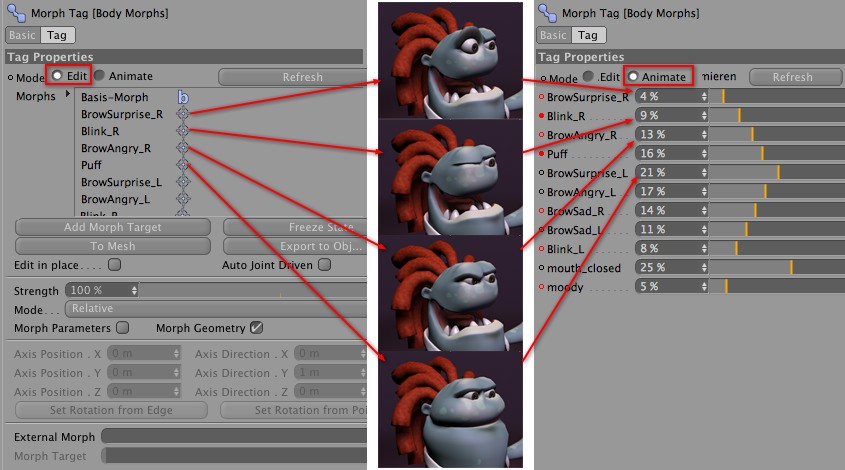 Morph Tag [Body Morphs]
Basic Tag
Tag Properties
Mode Edit Animate Refresh
Morphs Basis-Morph
BrowSurprise_R
Blink_R
BrowAngry_R
Puff
BrowSurprise_L
BrowAngry_L
Blink_R
Add Morph Target Freeze State
To Mesh Export to Obj...
Edit in place.... Auto Joint Driven
Strength 100 %
Mode... Relative
Morph Parameters Morph Geometry
Axis Position . X 0 m Axis Direction . X 0 m
Axis Position . Y 0 m Axis Direction . Y 1 m
Axis Position . Z 0 m Axis Direction . Z 0 m
Set Rotation from Edge Set Rotation from Poi
External Morph
Morph Target
Morph Tag [Body Morphs]
Basic Tag
Tag Properties
Mode .Edit Animate mieren Refresh
BrowSurprise_R 4 %
Blink_R 9 %
BrowAngry_R 13 %
Puff 16 %
BrowSurprise_L 21 %
BrowAngry_L 17 %
BrowSad_R 14 %
BrowSad_L 11 %
Blink_L 8 %
mouth_closed 25 %
moody 5 %